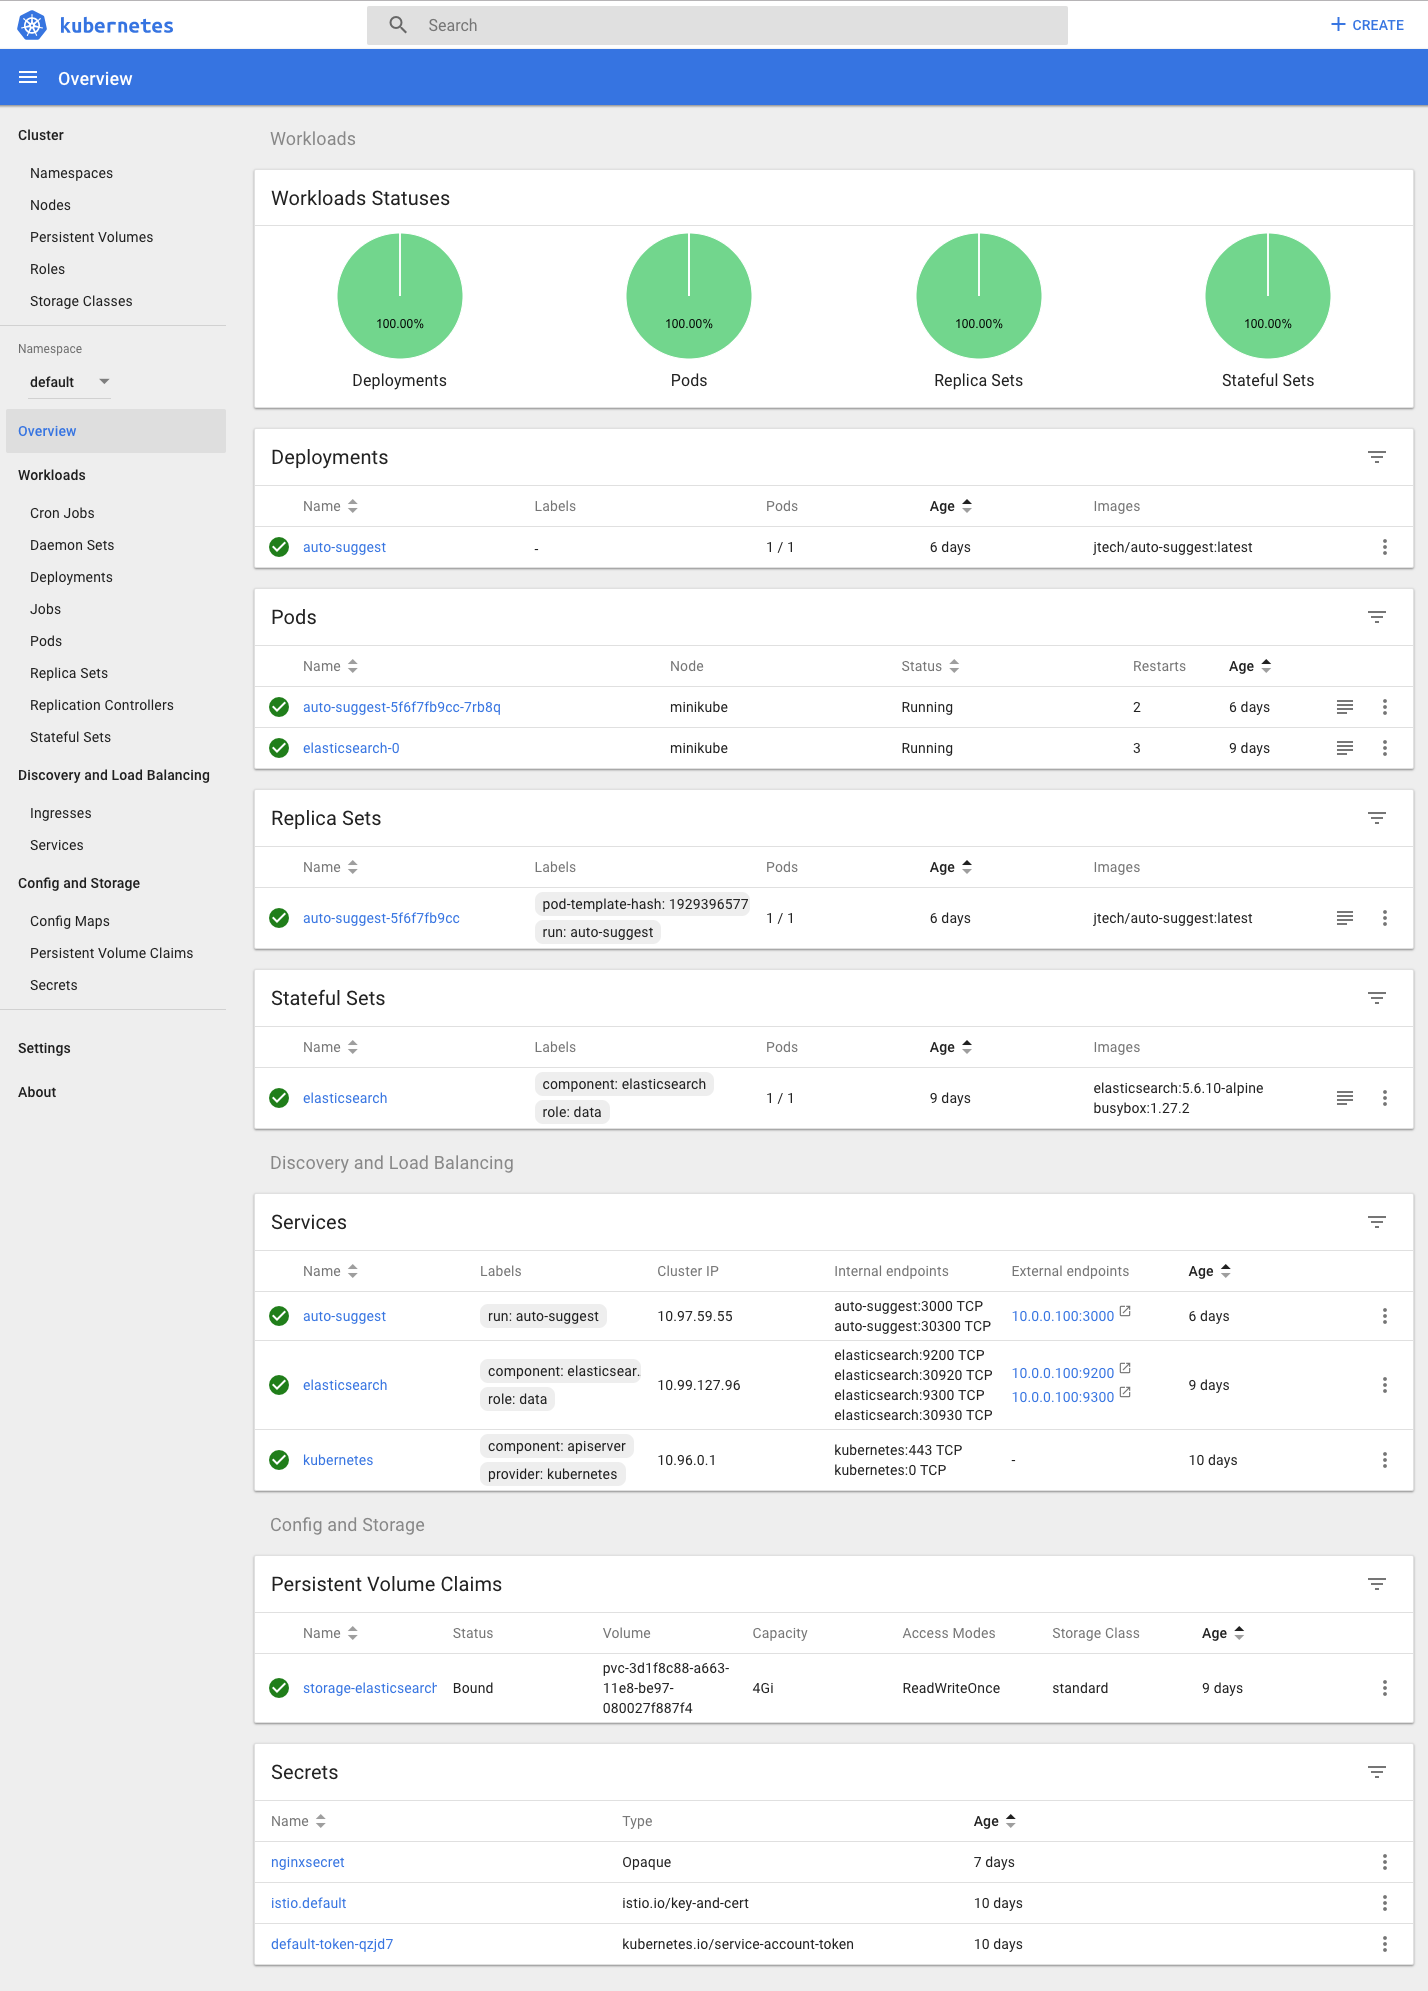 kubernetes
Search
CREATE
Overview
Cluster
Namespaces
Nodes
Persistent Volumes
Roles
Storage Classes
Namespace
default
Overview
Workloads
Cron Jobs
Daemon Sets
Deployments
Jobs
Pods
Replica Sets
Replication Controllers
Stateful Sets
Discovery and Load Balancing
Ingresses
Services
Config and Storage
Config Maps
Persistent Volume Claims
Secrets
Settings
About
Workloads
Workloads Statuses
100.00% 100.00% 100.00% 100.00%
Deployments Pods Replica Sets Stateful Sets
Deployments
Name Labels Pods Age Images
auto-suggest - 1 / 1 6 days jtech/auto-suggest:latest
Pods
Name Node Status Restarts Age
auto-suggest-5f6f7fb9cc-7rb8q minikube Running 2 6 days
elasticsearch-0 minikube Running 3 9 days
Replica Sets
Name Labels Pods Age Images
pod-template-hash: 1929396577
auto-suggest-5f6f7fb9cc 1 / 1 6 days jtech/auto-suggest:latest
run: auto-suggest
Stateful Sets
Name Labels Pods Age Images
component: elasticsearch elasticsearch:5.6.10-alpine
elasticsearch 1 / 1 9 days
role: data busybox:1.27.2
Discovery and Load Balancing
Services
Name Labels Cluster IP Internal endpoints External endpoints Age
auto-suggest:3000 TCP
auto-suggest run: auto-suggest 10.97.59.55 10.0.0.100:3000 6 days
auto-suggest:30300 TCP
elasticsearch:9200 TCP
component: elasticsear. elasticsearch:30920 TCP 10.0.0.100:9200
elasticsearch 10.99.127.96 9 days
role: data elasticsearch:9300 TCP 10.0.0.100:9300
elasticsearch:30930 TCP
component: apiserver kubernetes:443 TCP
kubernetes 10.96.0.1 - 10 days
provider: kubernetes kubernetes:0 TCP
Config and Storage
Persistent Volume Claims
Name Status Volume Capacity Access Modes Storage Class Age
pvc-3d1f8c88-a663-
storage-elasticsearch Bound 11e8-be97- 4Gi ReadWriteOnce standard 9 days
080027f887f4
Secrets
Name Type Age
nginxsecret Opaque 7 days
istio.default istio.io/key-and-cert 10 days
default-token-qzjd7 kubernetes.io/service-account-token 10 days